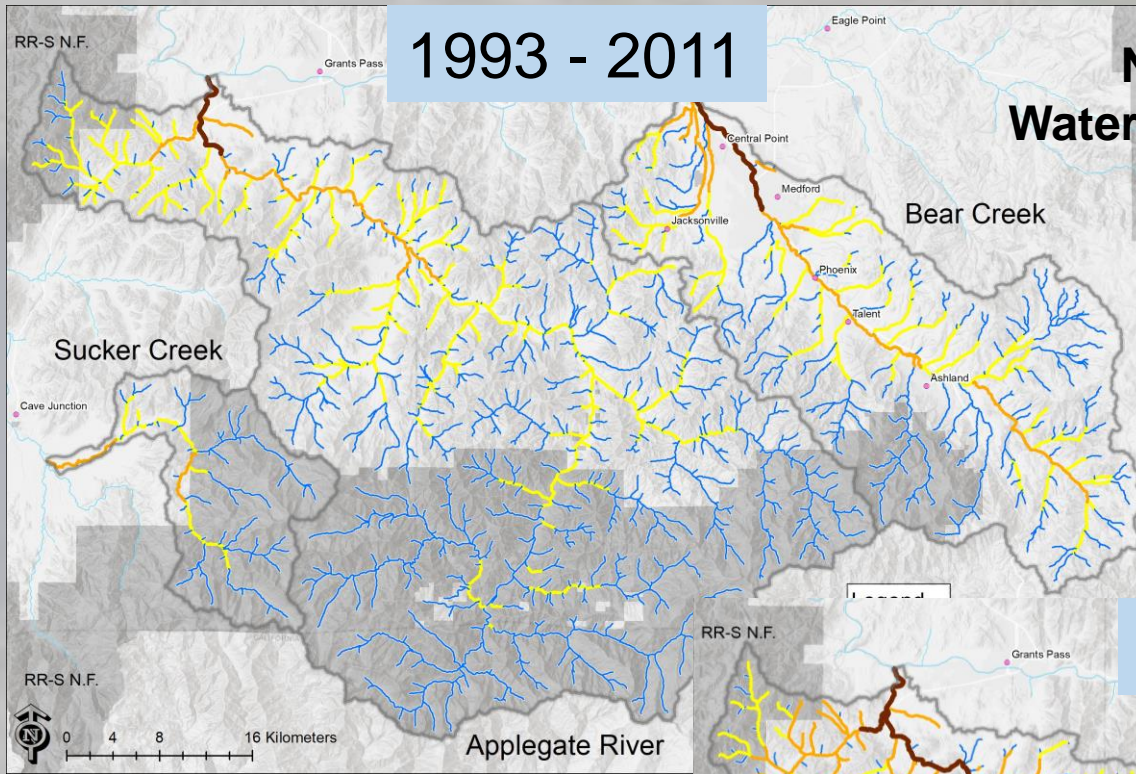 RR-S N.F.
Grants Pass
1993 - 2011
Eagle Point
N
Water
Central Point
Medford
Jacksonville
Bear Creek
Phoenix
Talent
Sucker Creek
Ashland
Cave Junction
RR-S N.F.
Grants Pass
RR-S N.F.
N
0 4 8 16 Kilometers
Applegate River